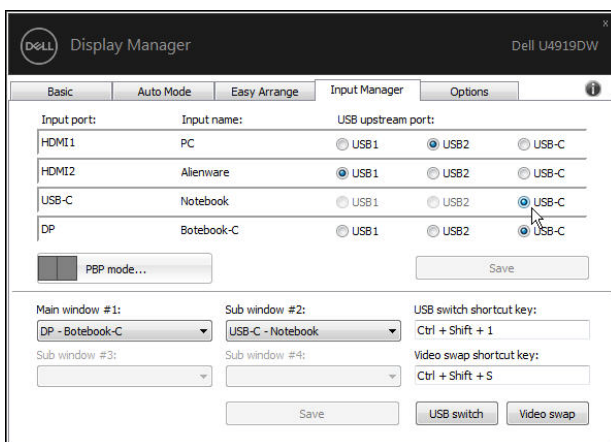 x
DELL Display Manager Dell U4919DW
Basic Auto Mode Easy Arrange Input Manager Options i
Input port: Input name: USB upstream port:
HDMI1 PC USB1 USB2 USB-C
HDMI2 Alienware USB1 USB2 USB-C
USB-C Notebook USB1 USB2 USB-C
DP Botebook-C USB1 USB2 USB-C
PBP mode... Save
Main window #1: Sub window #2: USB switch shortcut key:
DP - Botebook-C USB-C - Notebook Ctrl + Shift + 1
Sub window #3: Sub window #4: Video swap shortcut key:
Ctrl + Shift + S
Save USB switch Video swap